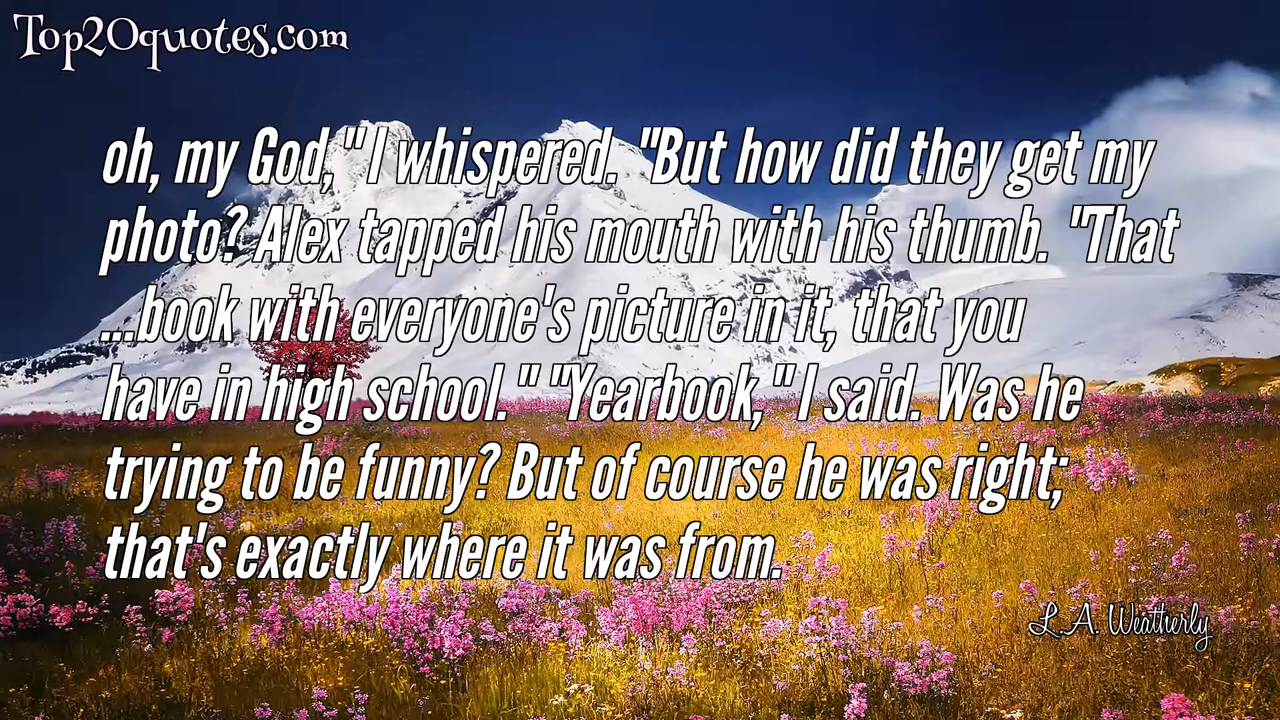 Top20quotes.com
oh, my God," I whispered. "But how did they get my
photo? Alex tapped his mouth with his thumb. "That
...book with everyone's picture in it, that you
have in high school." "Yearbook," I said. Was he
trying to be funny? But of course he was right;
that's exactly where it was from.
L.A. Weatherly